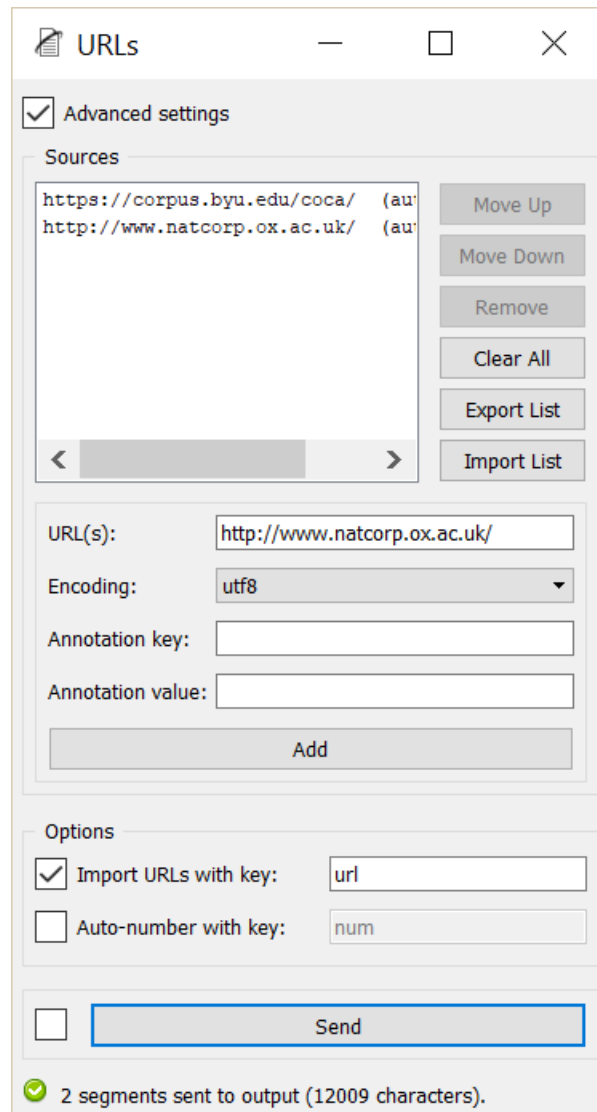 URLs
Advanced settings
Sources
https://corpus.byu.edu/coca/ (au
http://www.natcorp.ox.ac.uk/ (au
Move Up
Move Down
Remove
Clear All
Export List
Import List
URL(s): http://www.natcorp.ox.ac.uk/
Encoding: utf8
Annotation key:
Annotation value:
Add
Options
Import URLs with key: url
Auto-number with key: num
Send
2 segments sent to output (12009 characters).